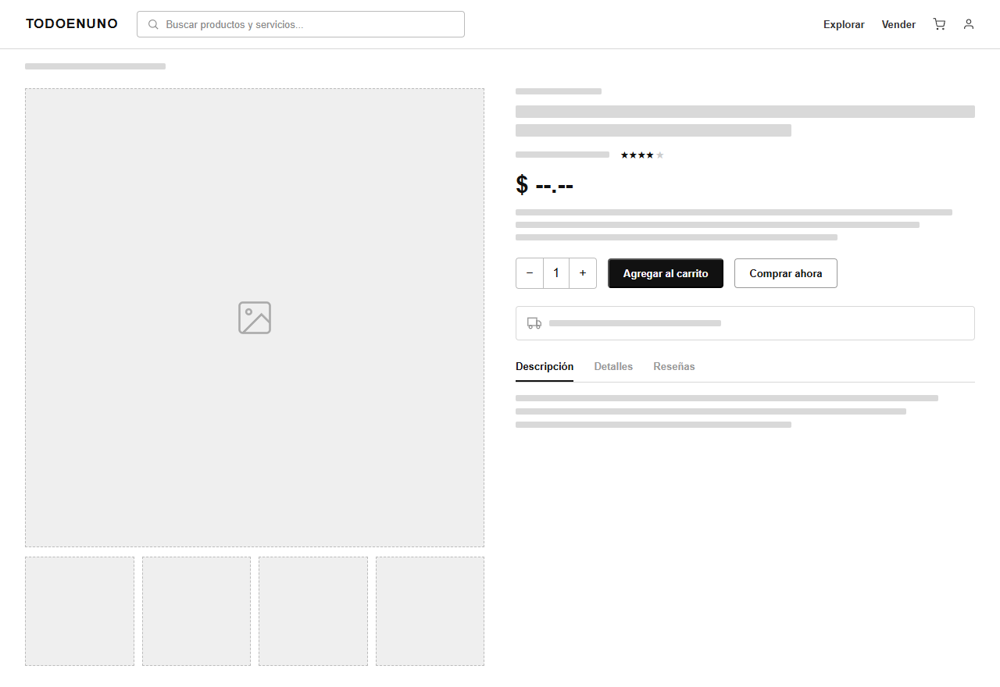 TODOENUNO
Buscar productos y servicios...
Explorar
Vender
★★★★★
$ --.--
− 1 +
Agregar al carrito
Comprar ahora
Descripción
Detalles
Reseñas